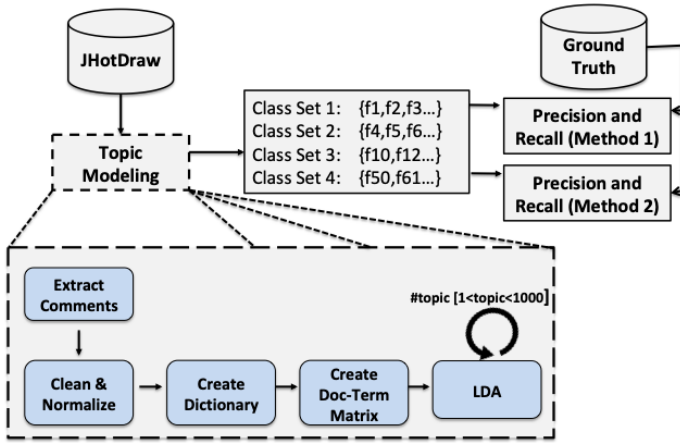 JHotDraw
Ground
Truth
Topic
Modeling
Class Set 1: {f1,f2,f3...}
Class Set 2: {f4,f5,f6...}
Class Set 3: {f10,f12...}
Class Set 4: {f50,f61...}
Precision and
Recall (Method 1)
Precision and
Recall (Method 2)
Extract
Comments
#topic [1<topic<1000]
Clean &
Normalize
Create
Dictionary
Create
Doc-Term
Matrix
LDA